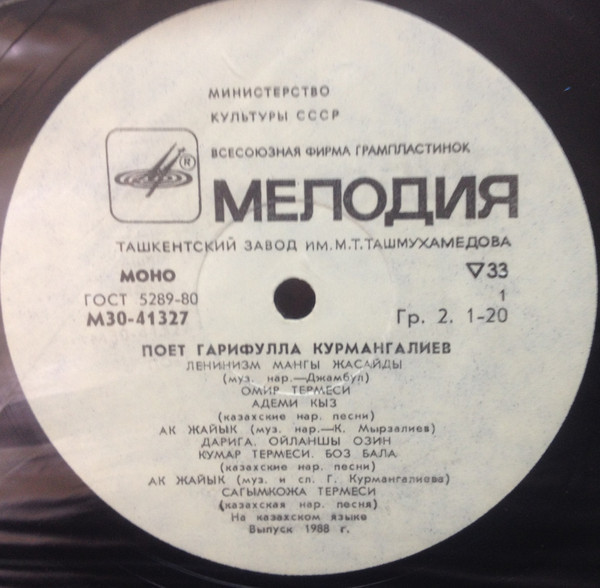 МИНИСТЕРСТВО
КУЛЬТУРЫ СССР
ВСЕСОЮЗНАЯ ФИРМА ГРАМПЛАСТИНОК
®
МЕЛОДИЯ
ТАШКЕНТСКИЙ ЗАВОД ИМ. М. Т. ТАШМУХАМЕДОВА
МОНО ▽33
ГОСТ 5289-80 1
М30-41327 Гр. 2. 1-20
ПОЕТ ГАРИФУЛЛА КУРМАНГАЛИЕВ
ЛЕНИНИЗМ МАНГЫ ЖАСАЙДЫ
(муз. нар.—Джамбул)
ОМИР ТЕРМЕСИ
АДЕМИ КЫЗ
(казахские нар. песни)
АК ЖАЙЫК (муз. нар.—К. Мырзалиев)
ДАРИГА. ОЙЛАНШЫ ОЗИН
КУМАР ТЕРМЕСИ. БОЗ БАЛА
(казахские нар. песни)
АК ЖАЙЫК (муз. и сл. Г. Курмангалиева)
САГЫМКОЖА ТЕРМЕСИ
(казахская нар. песня)
На казахском языке
Выпуск 1988 г.